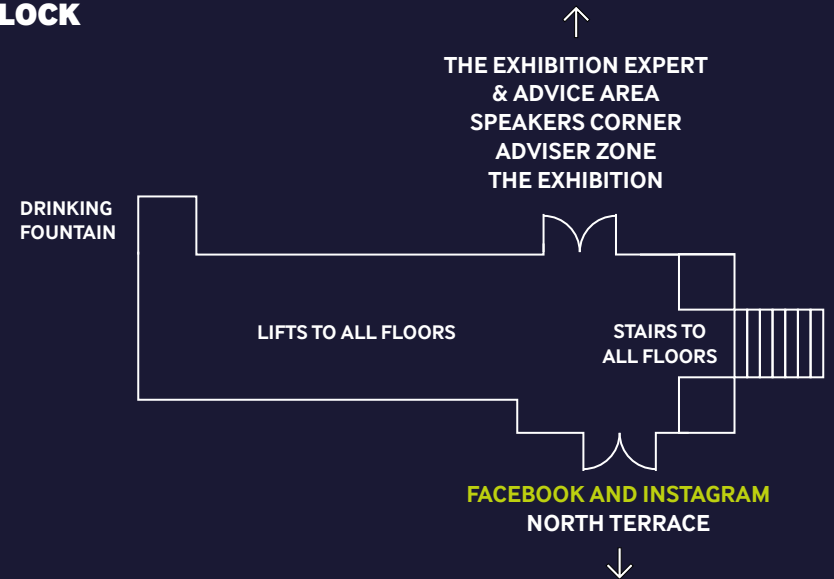 LOCK
THE EXHIBITION EXPERT
& ADVICE AREA
SPEAKERS CORNER
ADVISER ZONE
THE EXHIBITION
DRINKING
FOUNTAIN
LIFTS TO ALL FLOORS
STAIRS TO
ALL FLOORS
FACEBOOK AND INSTAGRAM
NORTH TERRACE